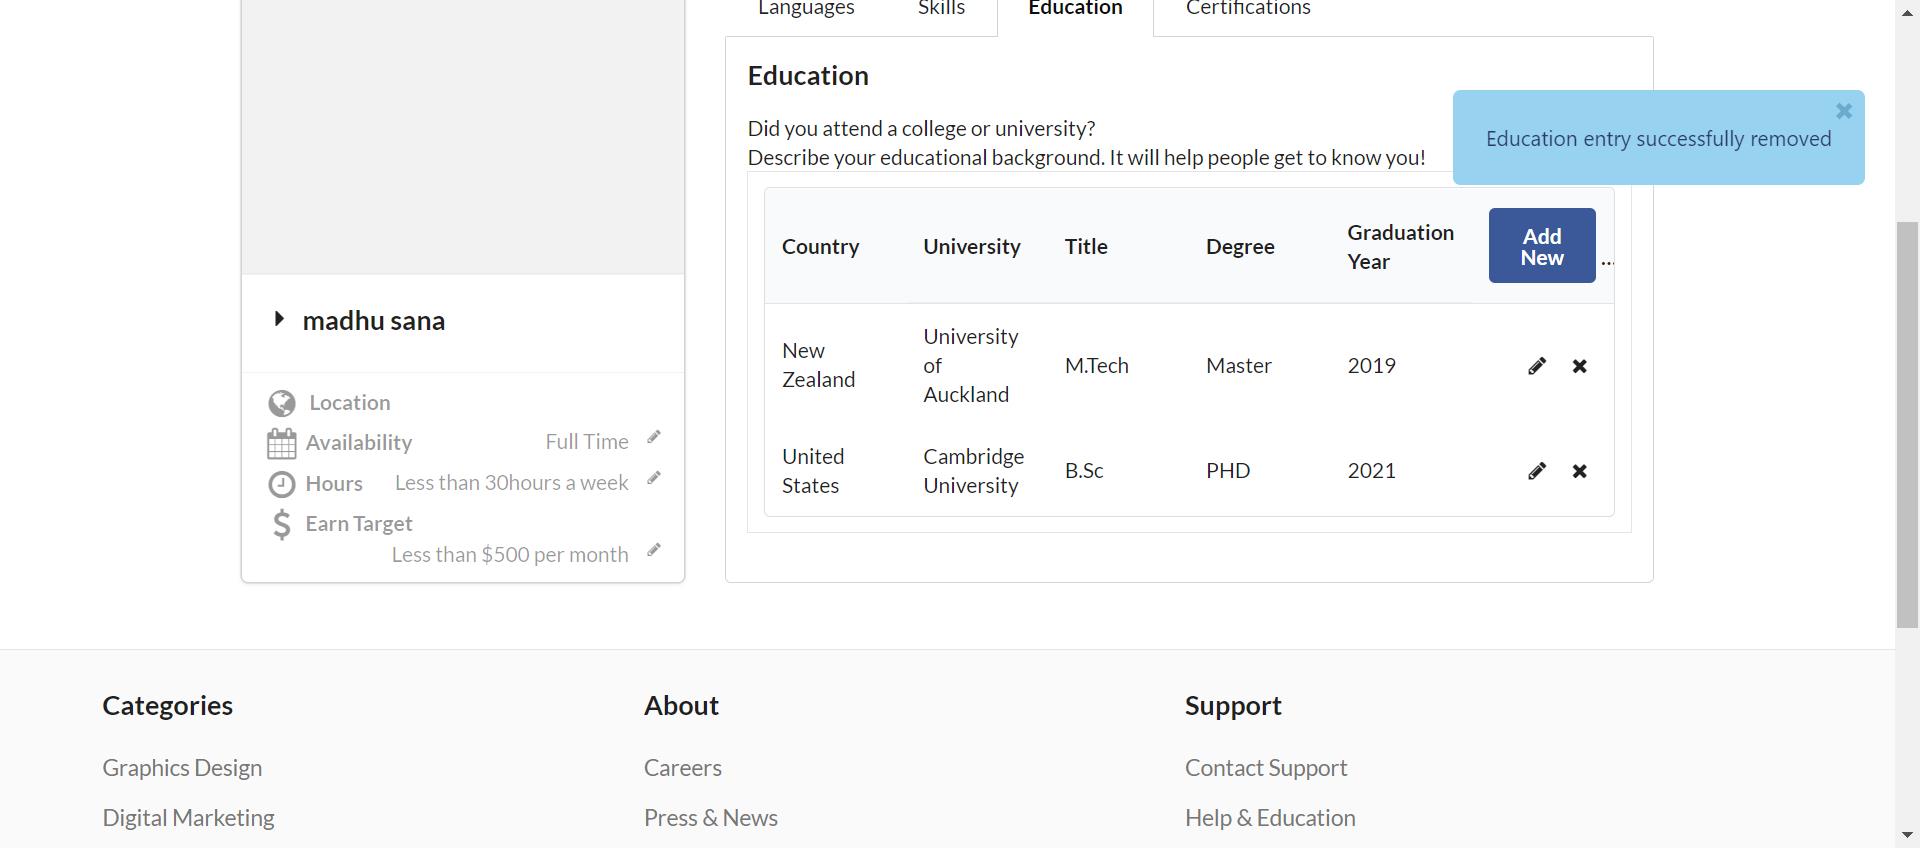 Languages
Skills
Education
Certifications
Education
Did you attend a college or university?
Describe your educational background. It will help people get to know you!
Education entry successfully removed
Country
University
Title
Degree
Graduation
Year
Add
New
...
New
Zealand
University
of
Auckland
M.Tech
Master
2019
United
States
Cambridge
University
B.Sc
PHD
2021
madhu sana
Location
Availability
Full Time
Hours
Less than 30hours a week
Earn Target
Less than $500 per month
Categories
Graphics Design
Digital Marketing
About
Careers
Press & News
Support
Contact Support
Help & Education